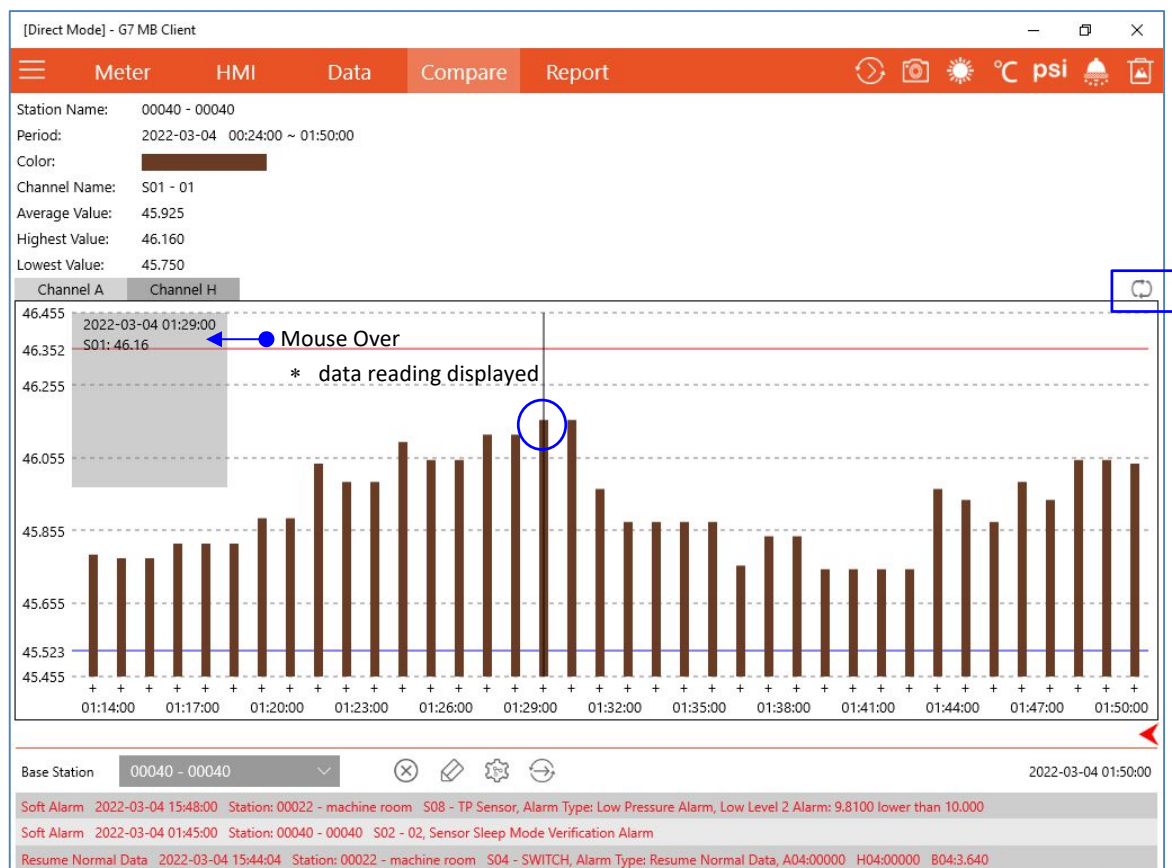 [Direct Mode] - G7 MB Client
Meter HMI Data Compare Report °C psi
Station Name: 00040 - 00040
Period: 2022-03-04 00:24:00 ~ 01:50:00
Color:
Channel Name: S01 - 01
Average Value: 45.925
Highest Value: 46.160
Lowest Value: 45.750
Channel A Channel H
46.455
2022-03-04 01:29:00
S01: 46.16
Mouse Over
* data reading displayed
46.352
46.255
46.055
45.855
45.655
45.523
45.455
+ + + + + + + + + + + + + + + + + + + + + + + + + + + + + + + + + + + + + +
01:14:00 01:17:00 01:20:00 01:23:00 01:26:00 01:29:00 01:32:00 01:35:00 01:38:00 01:41:00 01:44:00 01:47:00 01:50:00
Base Station 00040 - 00040 2022-03-04 01:50:00
Soft Alarm 2022-03-04 15:48:00 Station: 00022 - machine room S08 - TP Sensor, Alarm Type: Low Pressure Alarm, Low Level 2 Alarm: 9.8100 lower than 10.000
Soft Alarm 2022-03-04 01:45:00 Station: 00040 - 00040 S02 - 02, Sensor Sleep Mode Verification Alarm
Resume Normal Data 2022-03-04 15:44:04 Station: 00022 - machine room S04 - SWITCH, Alarm Type: Resume Normal Data, A04:00000 H04:00000 B04:3.640